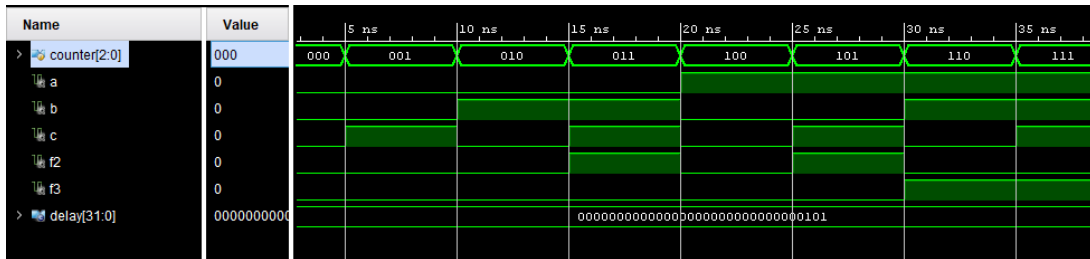 Name Value
5 ns 10 ns 15 ns 20 ns 25 ns 30 ns 35 ns
counter[2:0] 000 000 001 010 011 100 101 110 111
a 0
b 0
c 0
f2 0
f3 0
delay[31:0] 0000000000 00000000000000000000000000000101